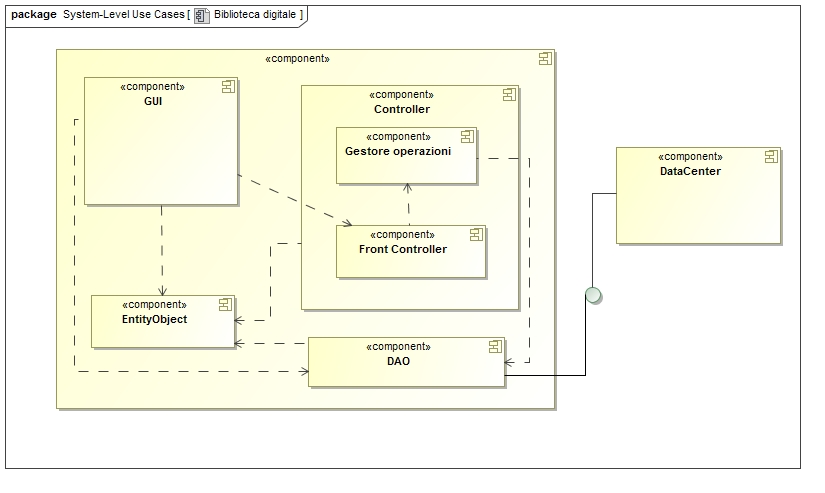 package System-Level Use Cases [ Biblioteca digitale ]
«component»
«component»
GUI
«component»
Controller
«component»
Gestore operazioni
«component»
Front Controller
«component»
EntityObject
«component»
DAO
«component»
DataCenter